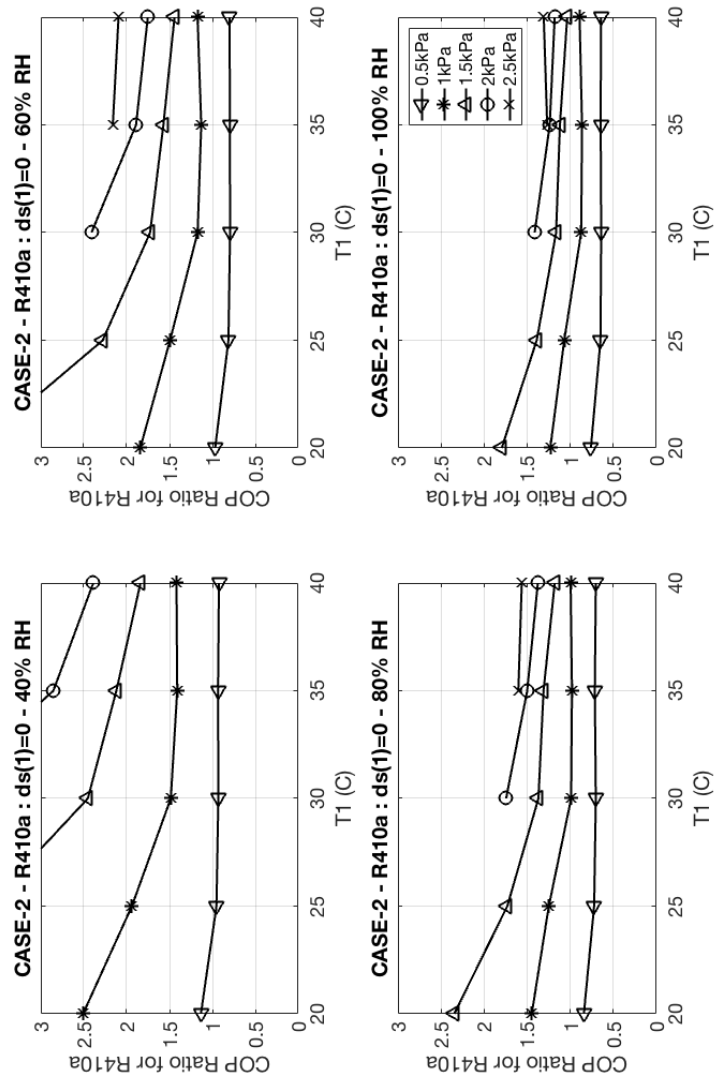 CASE-2 - R410a : ds(1)=0 - 40% RH
COP Ratio for R410a
3
2.5
2
1.5
1
0.5
0
20
25
30
35
40
T1 (C)
CASE-2 - R410a : ds(1)=0 - 60% RH
COP Ratio for R410a
3
2.5
2
1.5
1
0.5
0
20
25
30
35
40
T1 (C)
CASE-2 - R410a : ds(1)=0 - 80% RH
COP Ratio for R410a
3
2.5
2
1.5
1
0.5
0
20
25
30
35
40
T1 (C)
CASE-2 - R410a : ds(1)=0 - 100% RH
COP Ratio for R410a
3
2.5
2
1.5
1
0.5
0
20
25
30
35
40
T1 (C)
0.5kPa
1kPa
1.5kPa
2kPa
2.5kPa